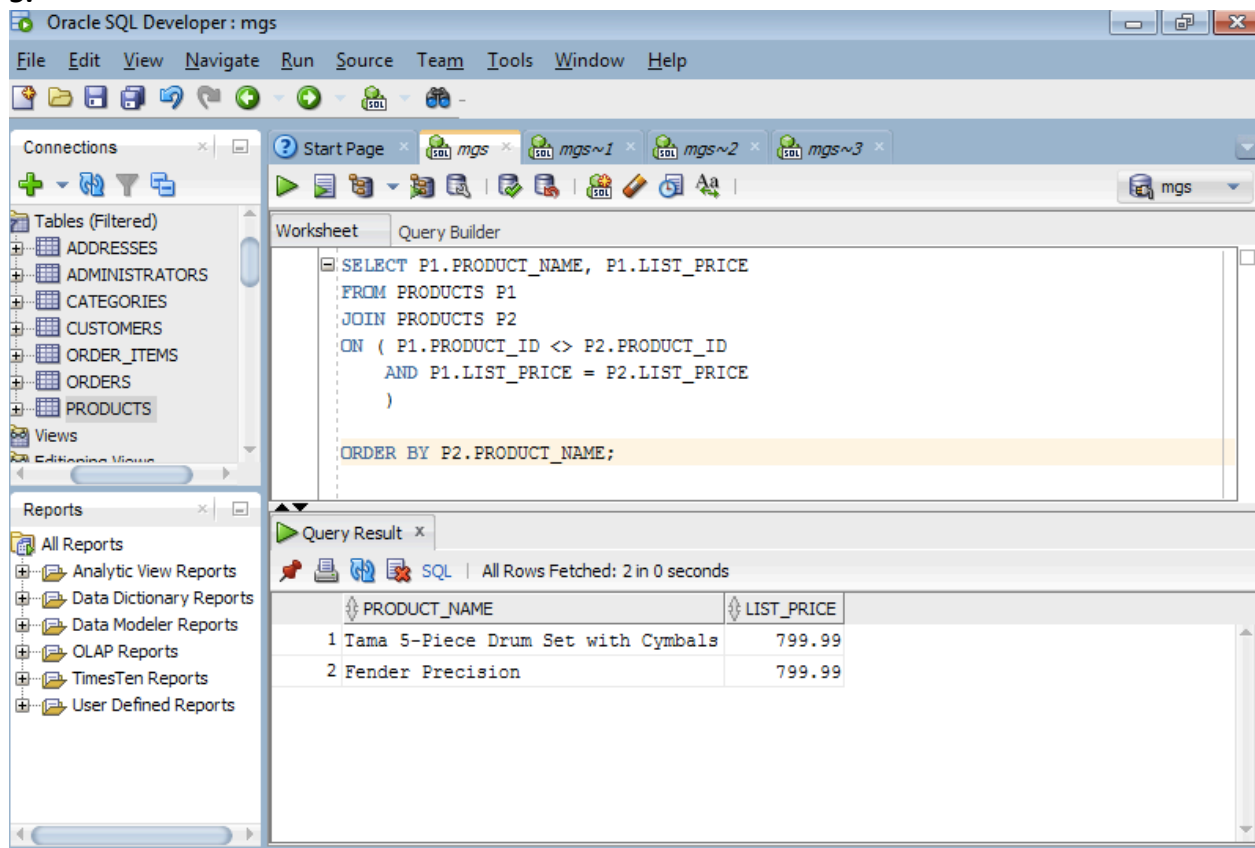 Oracle SQL Developer : mgs
File Edit View Navigate Run Source Team Tools Window Help
Connections
Start Page
mgs
mgs~1
mgs~2
mgs~3
mgs
Tables (Filtered)
ADDRESSES
ADMINISTRATORS
CATEGORIES
CUSTOMERS
ORDER_ITEMS
ORDERS
PRODUCTS
Views
Editioning Views
Worksheet Query Builder
SELECT P1.PRODUCT_NAME, P1.LIST_PRICE
FROM PRODUCTS P1
JOIN PRODUCTS P2
ON ( P1.PRODUCT_ID <> P2.PRODUCT_ID
AND P1.LIST_PRICE = P2.LIST_PRICE
)
ORDER BY P2.PRODUCT_NAME;
Reports
All Reports
Analytic View Reports
Data Dictionary Reports
Data Modeler Reports
OLAP Reports
TimesTen Reports
User Defined Reports
Query Result
SQL | All Rows Fetched: 2 in 0 seconds
PRODUCT_NAME LIST_PRICE
1 Tama 5-Piece Drum Set with Cymbals 799.99
2 Fender Precision 799.99